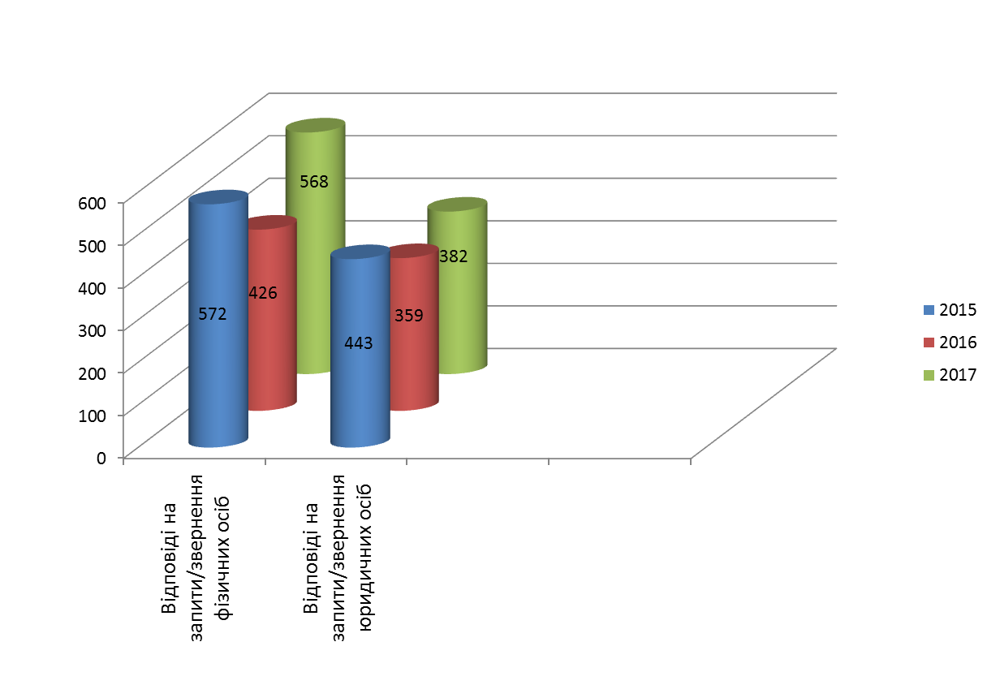 600
500
400
300
200
100
0
568
382
426
572
359
443
2015
2016
2017
Відповіді на
запити/звернення
фізичних осіб
Відповіді на
запити/звернення
юридичних осіб